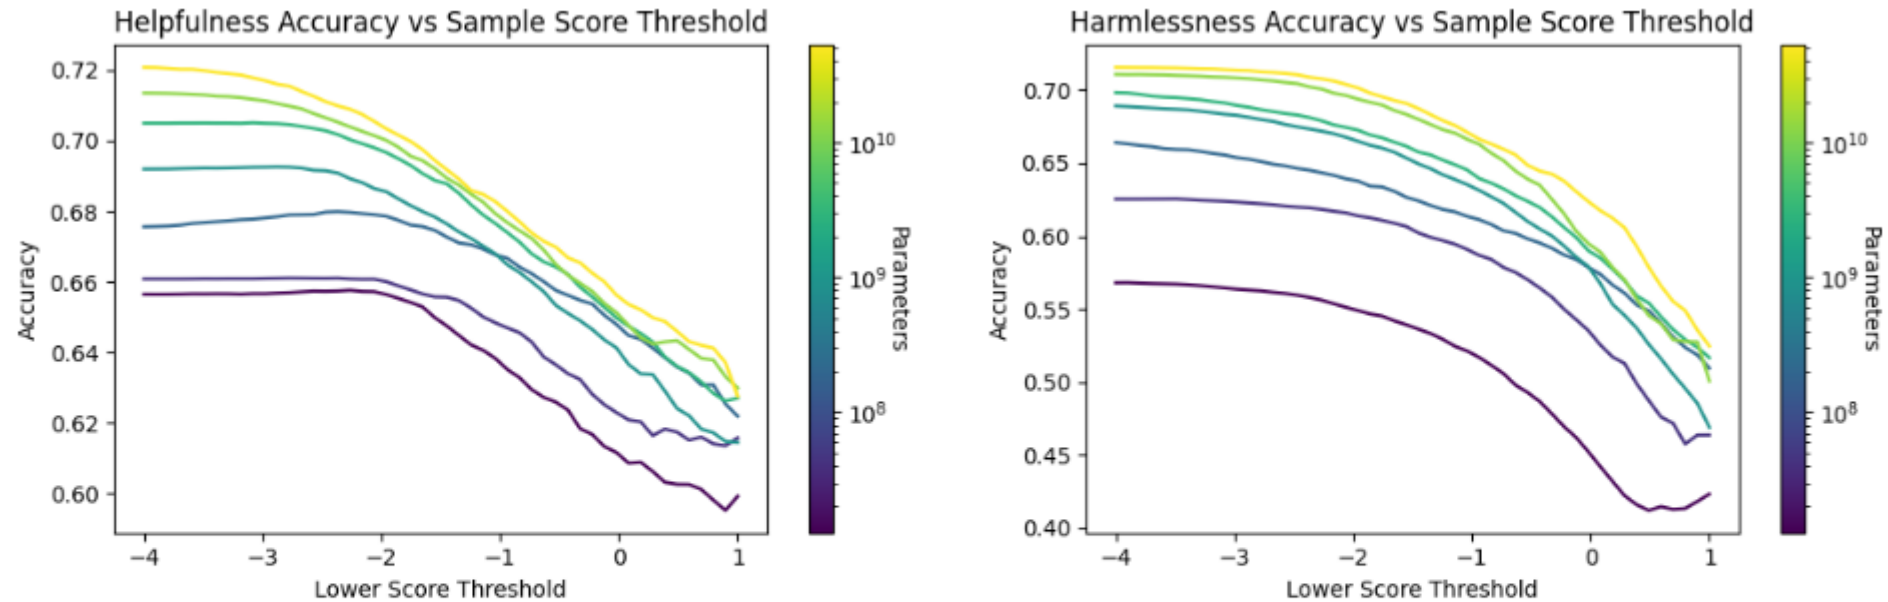 Helpfulness Accuracy vs Sample Score Threshold
0.72
0.70
0.68
0.66
0.64
0.62
0.60
Accuracy
−4 −3 −2 −1 0 1
Lower Score Threshold
10^10
10^9
10^8
Parameters
Harmlessness Accuracy vs Sample Score Threshold
0.70
0.65
0.60
0.55
0.50
0.45
0.40
Accuracy
−4 −3 −2 −1 0 1
Lower Score Threshold
10^10
10^9
10^8
Parameters